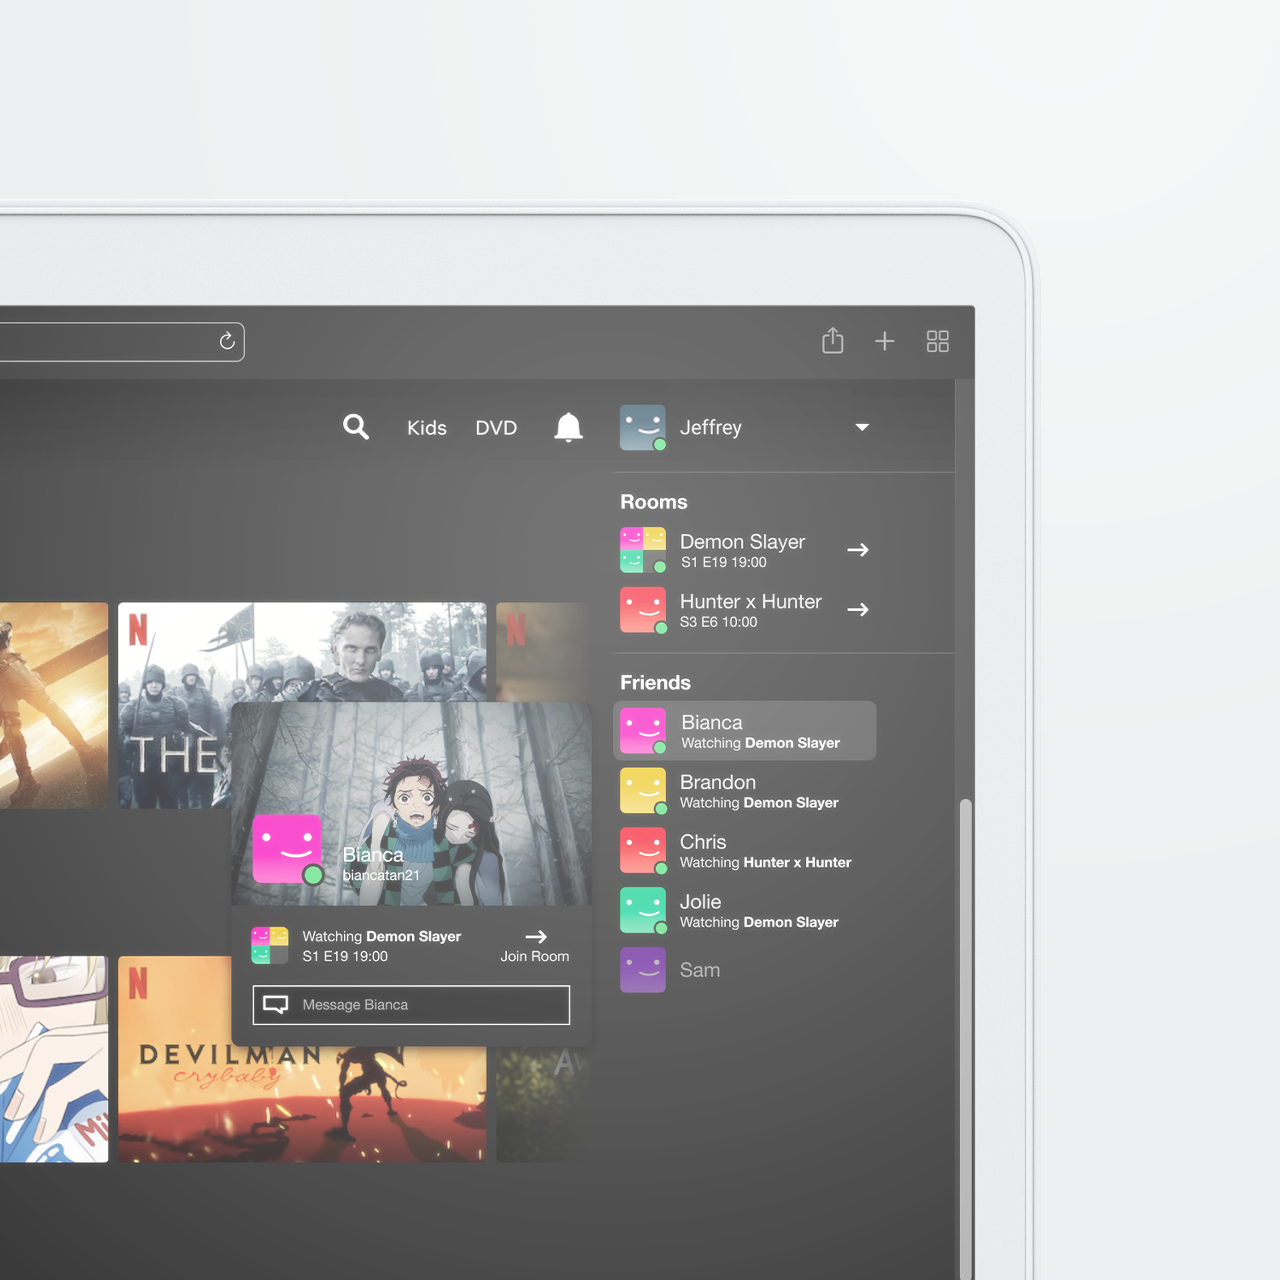 Kids DVD Jeffrey
Rooms
Demon Slayer
S1 E19 19:00
Hunter x Hunter
S3 E6 10:00
Friends
Bianca
Watching Demon Slayer
Brandon
Watching Demon Slayer
Chris
Watching Hunter x Hunter
Jolie
Watching Demon Slayer
Sam
N
N
THE
Bianca
biancatan21
Watching Demon Slayer
S1 E19 19:00
Join Room
Message Bianca
N
DEVILMAN
crybaby